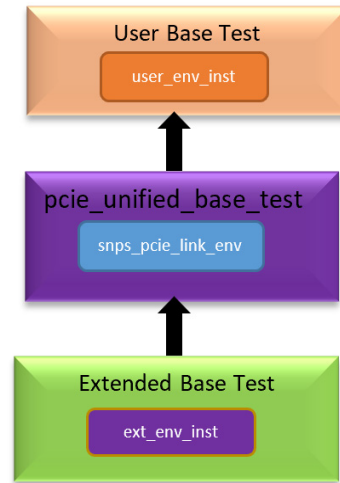 User Base Test
user_env_inst
pcie_unified_base_test
snps_pcie_link_env
Extended Base Test
ext_env_inst